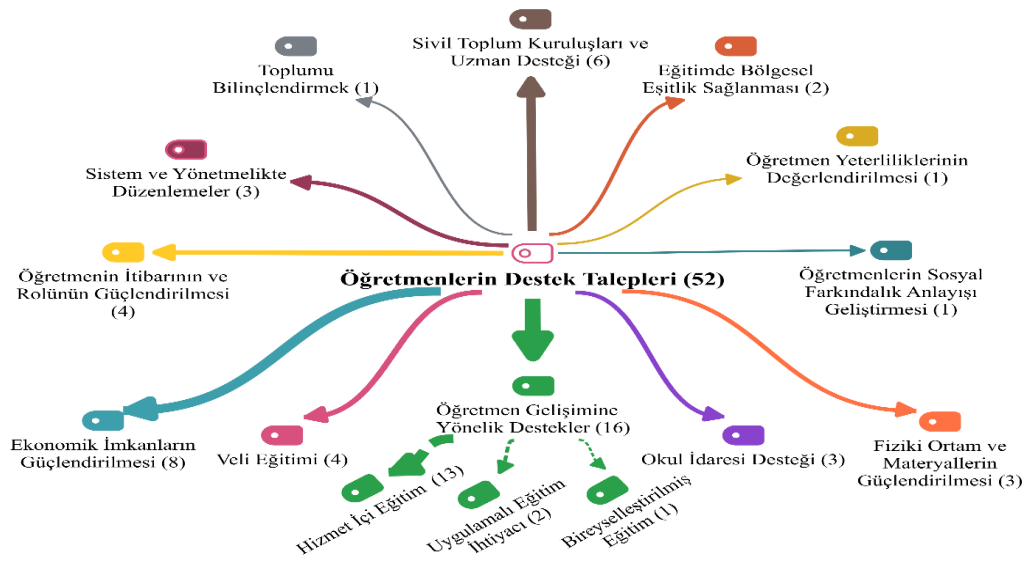 Sivil Toplum Kuruluşları ve
Uzman Desteği (6)
Toplumu
Bilinçlendirmek (1)
Eğitimde Bölgesel
Eşitlik Sağlanması (2)
Sistem ve Yönetmelikte
Düzenlemeler (3)
Öğretmen Yeterliliklerinin
Değerlendirilmesi (1)
Öğretmenin İtibarının ve
Rolünün Güçlendirilmesi
(4)
Öğretmenlerin Destek Talepleri (52)
Öğretmenlerin Sosyal
Farkındalık Anlayışı
Geliştirmesi (1)
Ekonomik İmkanların
Güçlendirilmesi (8)
Veli Eğitimi (4)
Öğretmen Gelişimine
Yönelik Destekler (16)
Okul İdaresi Desteği (3)
Fiziki Ortam ve
Materyallerin
Güçlendirilmesi (3)
Hizmet İçi Eğitim (13)
Uygulamalı Eğitim
İhtiyacı (2)
Bireyselleştirilmiş
Eğitim (1)